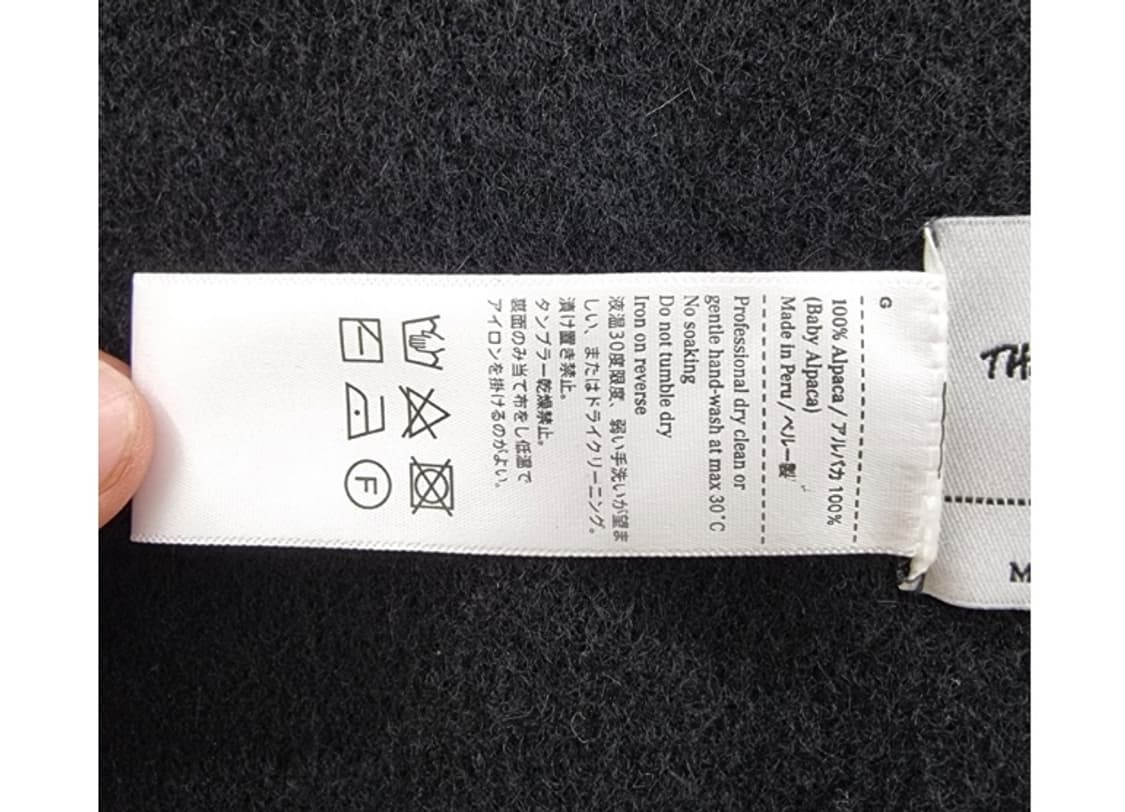 G
100% Alpaca / アルパカ 100%
(Baby Alpaca)
Made in Peru / ペルー製
Professional dry clean or
gentle hand-wash at max 30°C
No soaking
Do not tumble dry
Iron on reverse
液温30度限度、弱い手洗いが望ま
しい、またはドライクリーニング。
漬け置き禁止。
タンブラー乾燥禁止。
裏面のみ当て布をし低温で
アイロンを掛けるのがよい。
F
TH
M